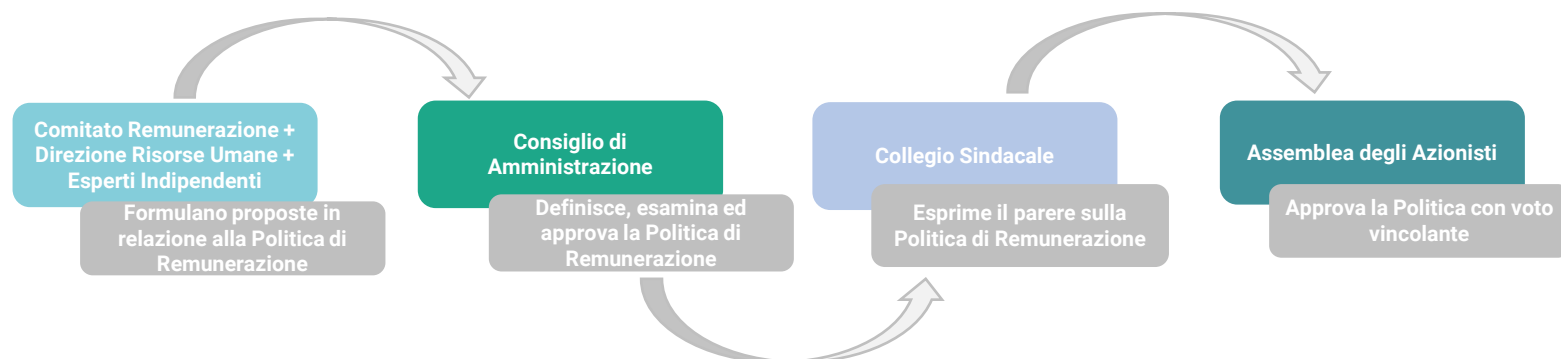 Comitato Remunerazione +
Direzione Risorse Umane +
Esperti Indipendenti
Formulano proposte in
relazione alla Politica di
Remunerazione
Consiglio di
Amministrazione
Definisce, esamina ed
approva la Politica di
Remunerazione
Collegio Sindacale
Esprime il parere sulla
Politica di Remunerazione
Assemblea degli Azionisti
Approva la Politica con voto
vincolante